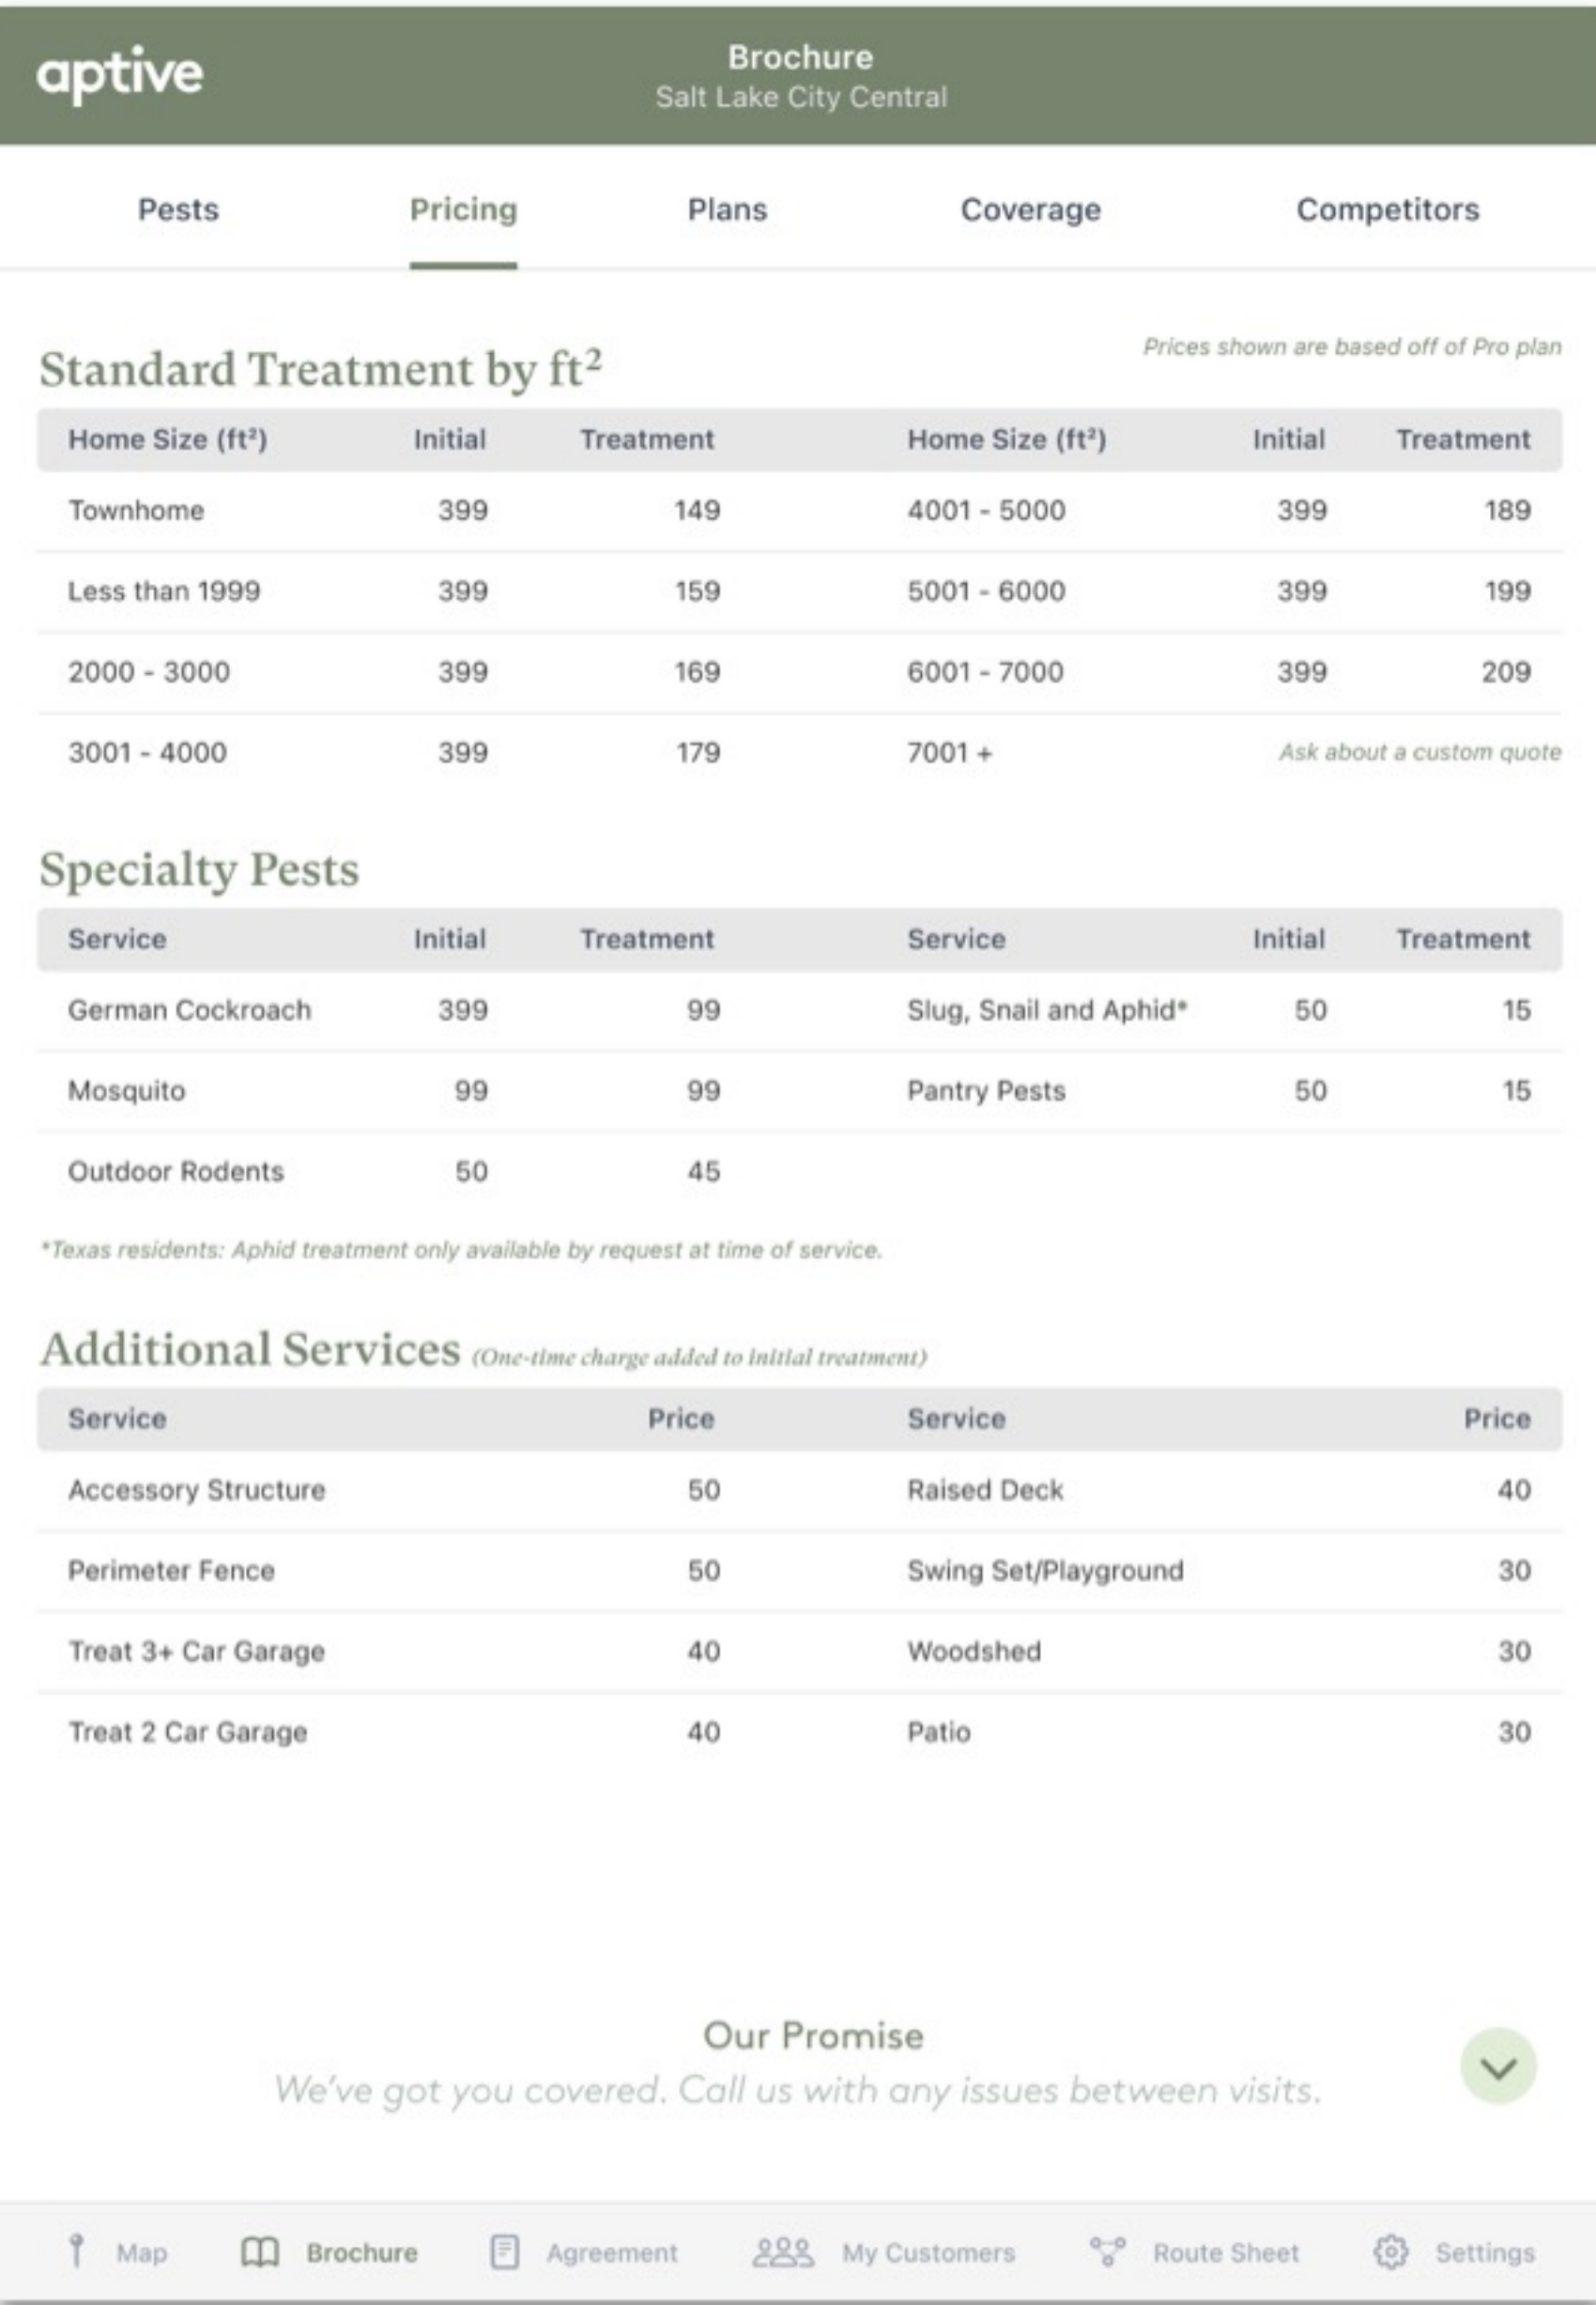 aptive
Brochure
Salt Lake City Central
Pests Pricing Plans Coverage Competitors
Standard Treatment by ft²
Prices shown are based off of Pro plan
Home Size (ft²) Initial Treatment Home Size (ft²) Initial Treatment
Townhome 399 149 4001 - 5000 399 189
Less than 1999 399 159 5001 - 6000 399 199
2000 - 3000 399 169 6001 - 7000 399 209
3001 - 4000 399 179 7001 + Ask about a custom quote
Specialty Pests
Service Initial Treatment Service Initial Treatment
German Cockroach 399 99 Slug, Snail and Aphid* 50 15
Mosquito 99 99 Pantry Pests 50 15
Outdoor Rodents 50 45
*Texas residents: Aphid treatment only available by request at time of service.
Additional Services (One-time charge added to initial treatment)
Service Price Service Price
Accessory Structure 50 Raised Deck 40
Perimeter Fence 50 Swing Set/Playground 30
Treat 3+ Car Garage 40 Woodshed 30
Treat 2 Car Garage 40 Patio 30
Our Promise
We've got you covered. Call us with any issues between visits.
Map Brochure Agreement My Customers Route Sheet Settings